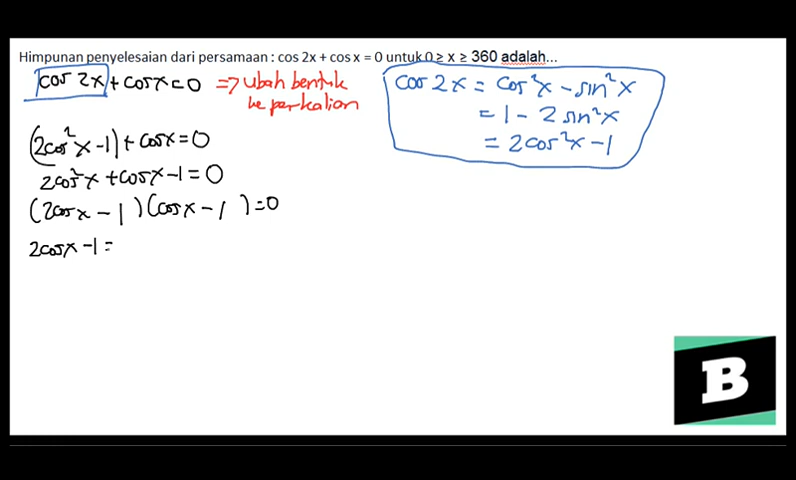 Himpunan penyelesaian dari persamaan : cos 2x + cos x = 0 untuk 0 ≥ x ≥ 360 adalah...
cos 2x + cos x = 0 => Ubah bentuk
ke perkalian
cos 2x = cos²x - sin²x
= 1 - 2 sin²x
= 2cos²x - 1
(2cos²x - 1) + cos x = 0
2cos²x + cos x - 1 = 0
(2cos x - 1)(cos x - 1) = 0
2cos x - 1 =
B